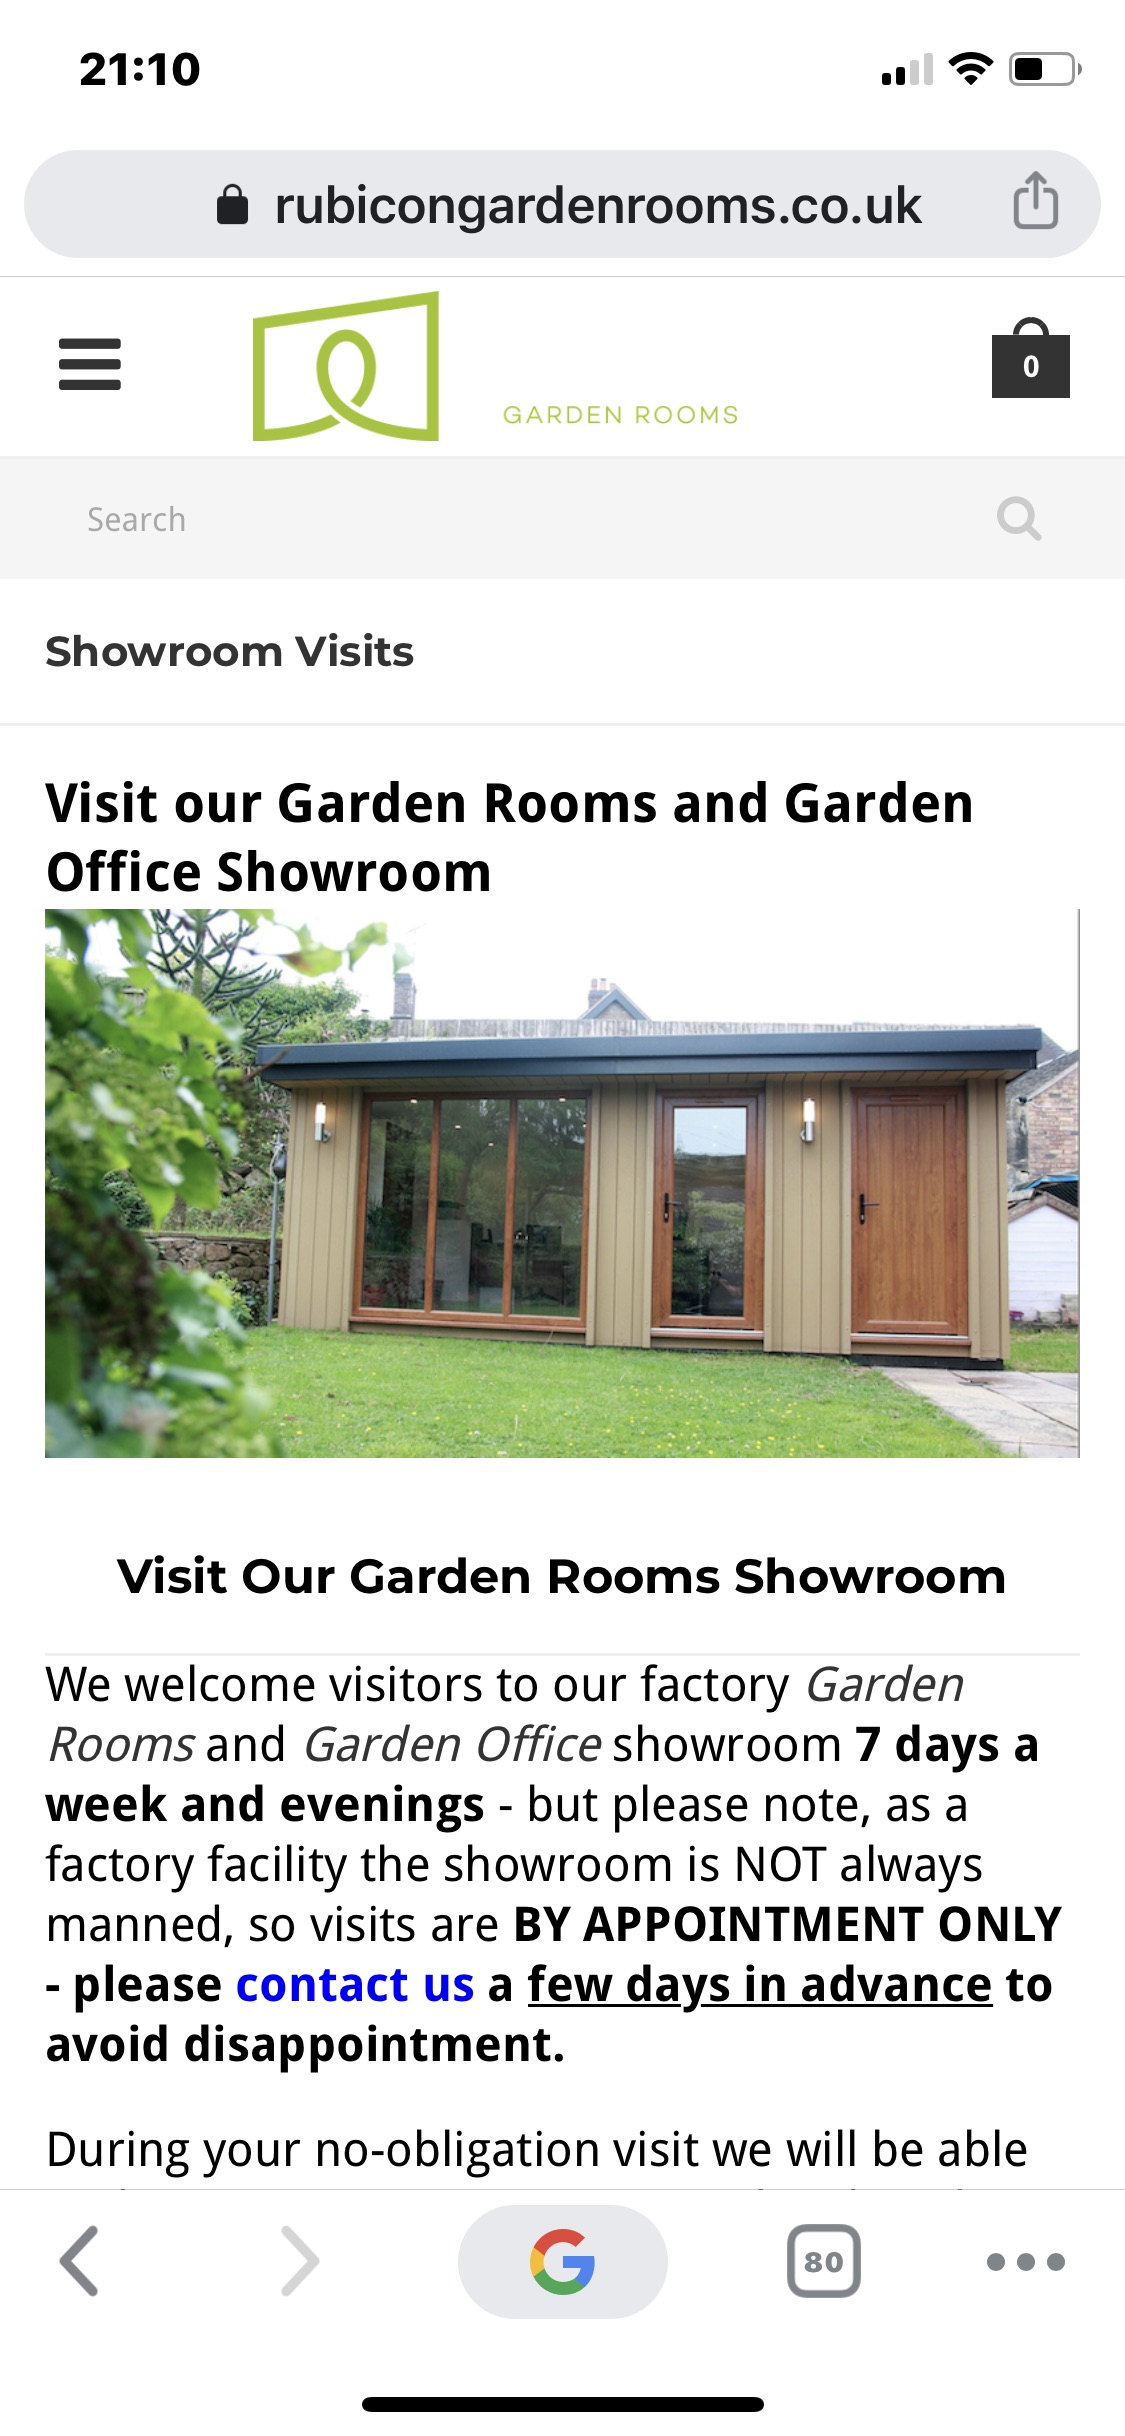 21:10
rubicongardenrooms.co.uk
0
GARDEN ROOMS
Search
Showroom Visits
Visit our Garden Rooms and Garden
Office Showroom
Visit Our Garden Rooms Showroom
We welcome visitors to our factory Garden
Rooms and Garden Office showroom 7 days a
week and evenings - but please note, as a
factory facility the showroom is NOT always
manned, so visits are BY APPOINTMENT ONLY
- please contact us a few days in advance to
avoid disappointment.
During your no-obligation visit we will be able
80